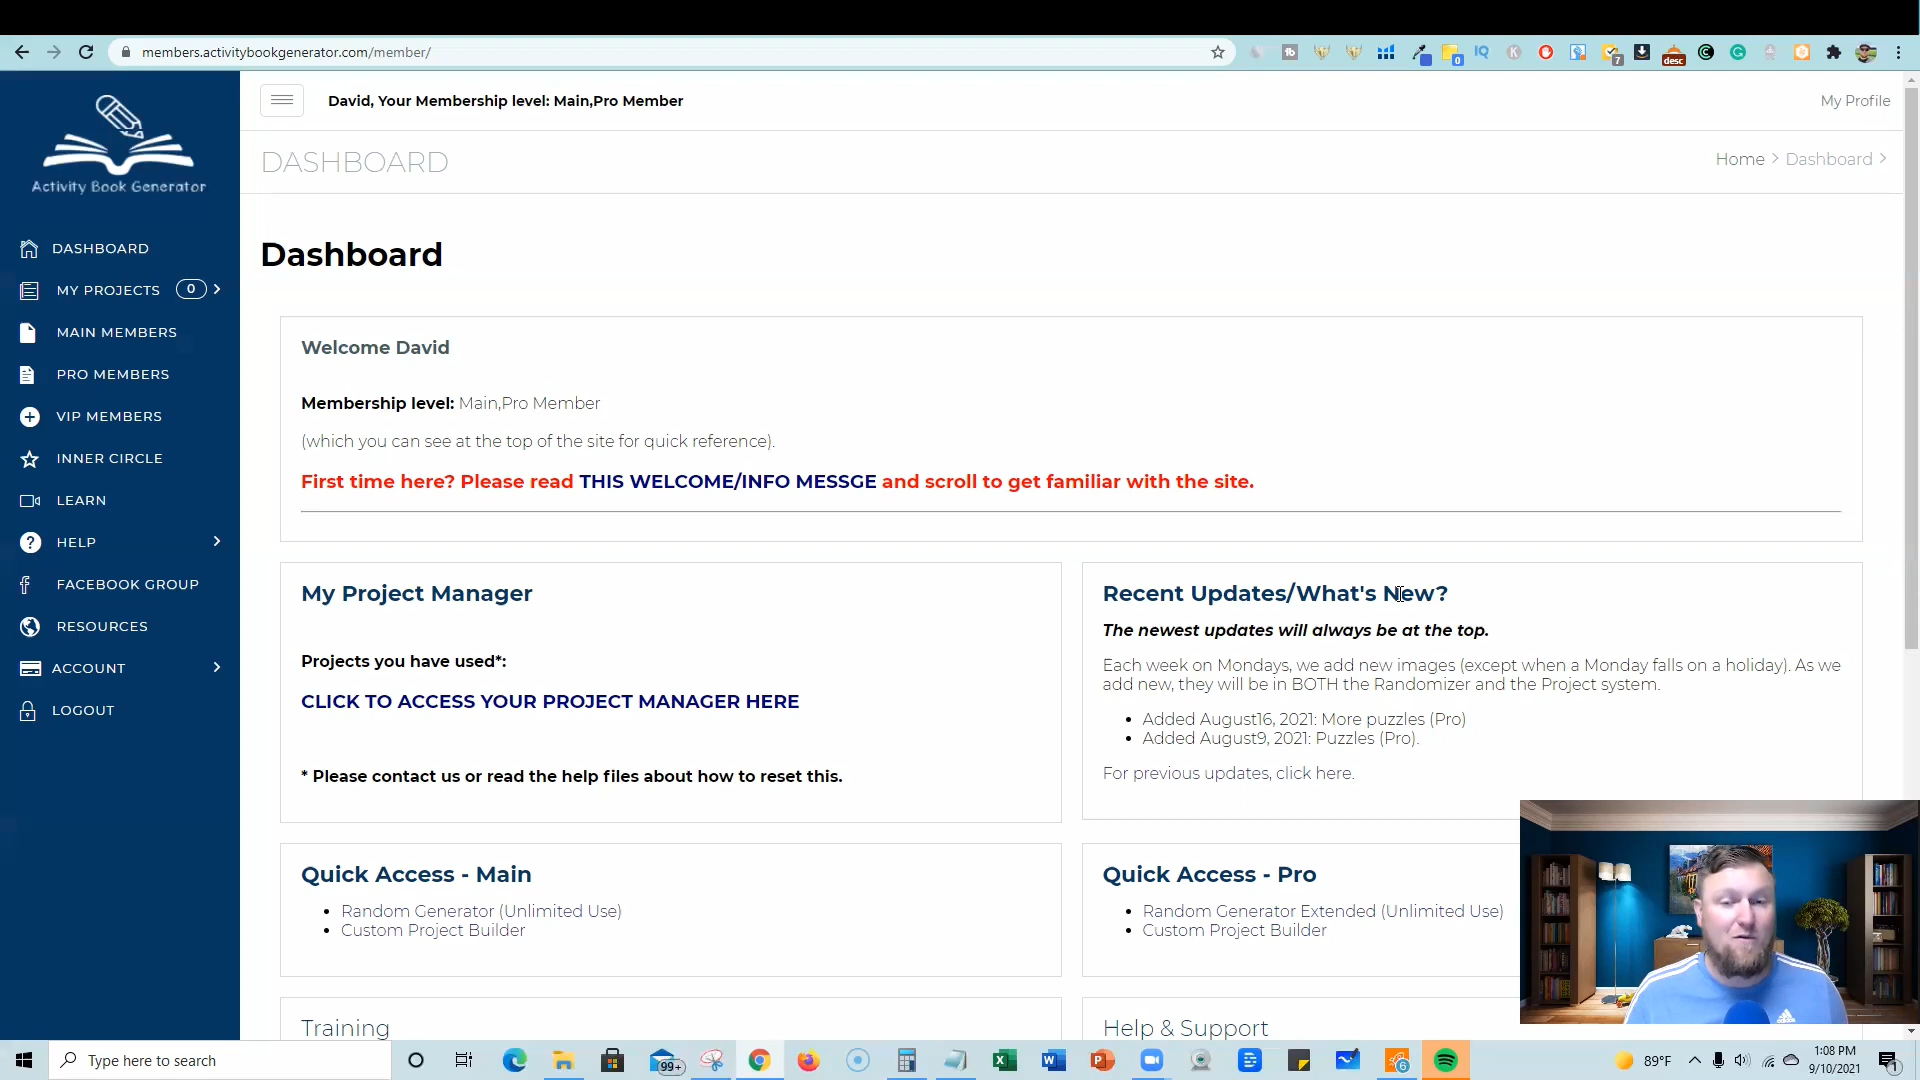 members.activitybookgenerator.com/member/
0
7
desc
Activity Book Generator
DASHBOARD
MY PROJECTS 0
MAIN MEMBERS
PRO MEMBERS
VIP MEMBERS
INNER CIRCLE
LEARN
HELP
FACEBOOK GROUP
RESOURCES
ACCOUNT
LOGOUT
David, Your Membership level: Main,Pro Member
My Profile
DASHBOARD
Home > Dashboard >
Dashboard
Welcome David
Membership level: Main,Pro Member
(which you can see at the top of the site for quick reference).
First time here? Please read THIS WELCOME/INFO MESSGE and scroll to get familiar with the site.
My Project Manager
Projects you have used*:
CLICK TO ACCESS YOUR PROJECT MANAGER HERE
* Please contact us or read the help files about how to reset this.
Recent Updates/What's New?
The newest updates will always be at the top.
Each week on Mondays, we add new images (except when a Monday falls on a holiday). As we
add new, they will be in BOTH the Randomizer and the Project system.
• Added August16, 2021: More puzzles (Pro)
• Added August9, 2021: Puzzles (Pro).
For previous updates, click here.
Quick Access - Main
• Random Generator (Unlimited Use)
• Custom Project Builder
Quick Access - Pro
• Random Generator Extended (Unlimited Use)
• Custom Project Builder
Training
Help & Support
Type here to search
99+
6
89°F
1:08 PM
9/10/2021
1